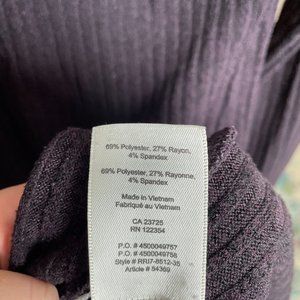 69% Polyester, 27% Rayon,
4% Spandex
69% Polyester, 27% Rayonne,
4% Spandex
Made in Vietnam
Fabriqué au Vietnam
CA 23725
RN 122354
P.O. # 4500049757
P.O. # 4500049758
Style # RRI7-8512-35
Article # 84369